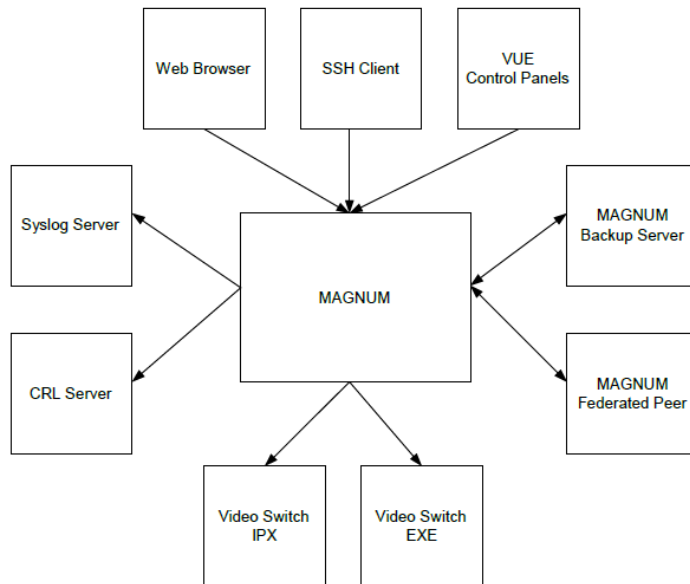 Web Browser
SSH Client
VUE
Control Panels
Syslog Server
MAGNUM
Backup Server
MAGNUM
CRL Server
MAGNUM
Federated Peer
Video Switch
IPX
Video Switch
EXE